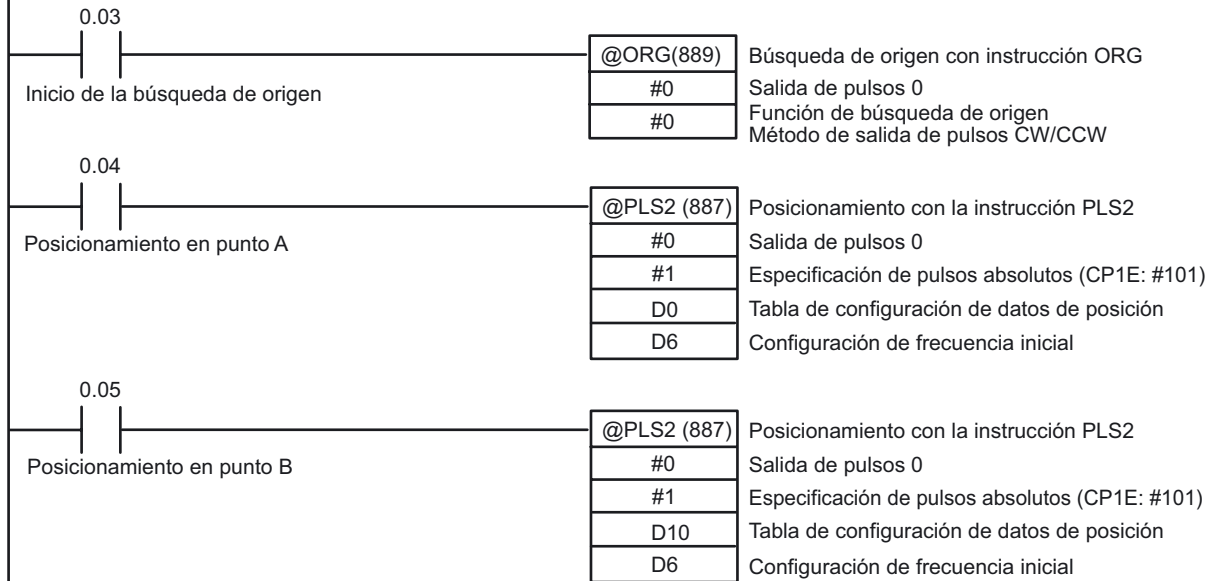 0.03
@ORG(889) Búsqueda de origen con instrucción ORG
Inicio de la búsqueda de origen
#0 Salida de pulsos 0
#0 Función de búsqueda de origen
Método de salida de pulsos CW/CCW
0.04
@PLS2 (887) Posicionamiento con la instrucción PLS2
Posicionamiento en punto A
#0 Salida de pulsos 0
#1 Especificación de pulsos absolutos (CP1E: #101)
D0 Tabla de configuración de datos de posición
D6 Configuración de frecuencia inicial
0.05
@PLS2 (887) Posicionamiento con la instrucción PLS2
Posicionamiento en punto B
#0 Salida de pulsos 0
#1 Especificación de pulsos absolutos (CP1E: #101)
D10 Tabla de configuración de datos de posición
D6 Configuración de frecuencia inicial